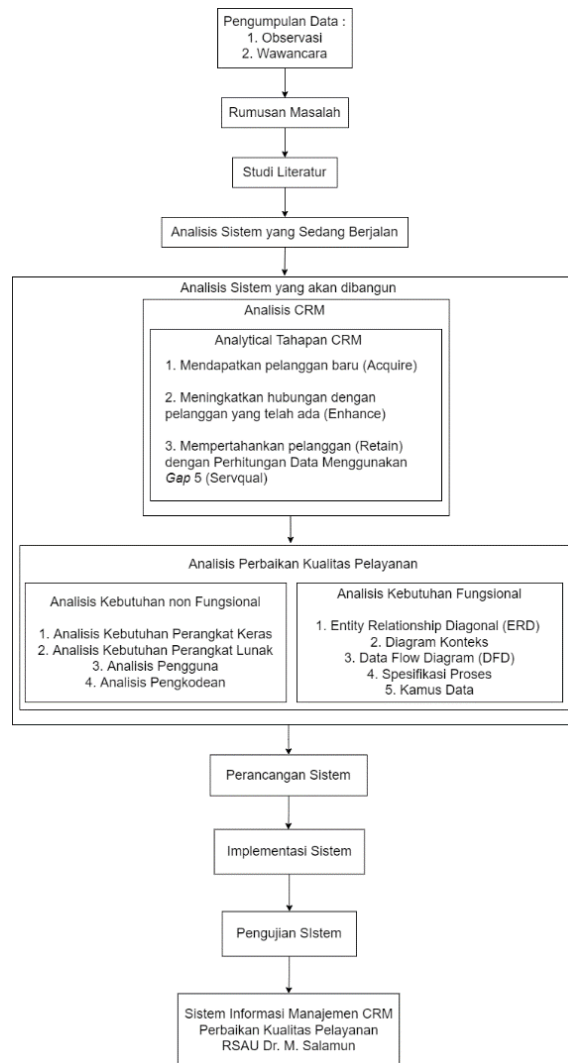 Pengumpulan Data :
1. Observasi
2. Wawancara
Rumusan Masalah
Studi Literatur
Analisis Sistem yang Sedang Berjalan
Analisis Sistem yang akan dibangun
Analisis CRM
Analytical Tahapan CRM
1. Mendapatkan pelanggan baru (Acquire)
2. Meningkatkan hubungan dengan
pelanggan yang telah ada (Enhance)
3. Mempertahankan pelanggan (Retain)
dengan Perhitungan Data Menggunakan
Gap 5 (Servqual)
Analisis Perbaikan Kualitas Pelayanan
Analisis Kebutuhan non Fungsional
1. Analisis Kebutuhan Perangkat Keras
2. Analisis Kebutuhan Perangkat Lunak
3. Analisis Pengguna
4. Analisis Pengkodean
Analisis Kebutuhan Fungsional
1. Entity Relationship Diagonal (ERD)
2. Diagram Konteks
3. Data Flow Diagram (DFD)
4. Spesifikasi Proses
5. Kamus Data
Perancangan Sistem
Implementasi Sistem
Pengujian SIstem
Sistem Informasi Manajemen CRM
Perbaikan Kualitas Pelayanan
RSAU Dr. M. Salamun